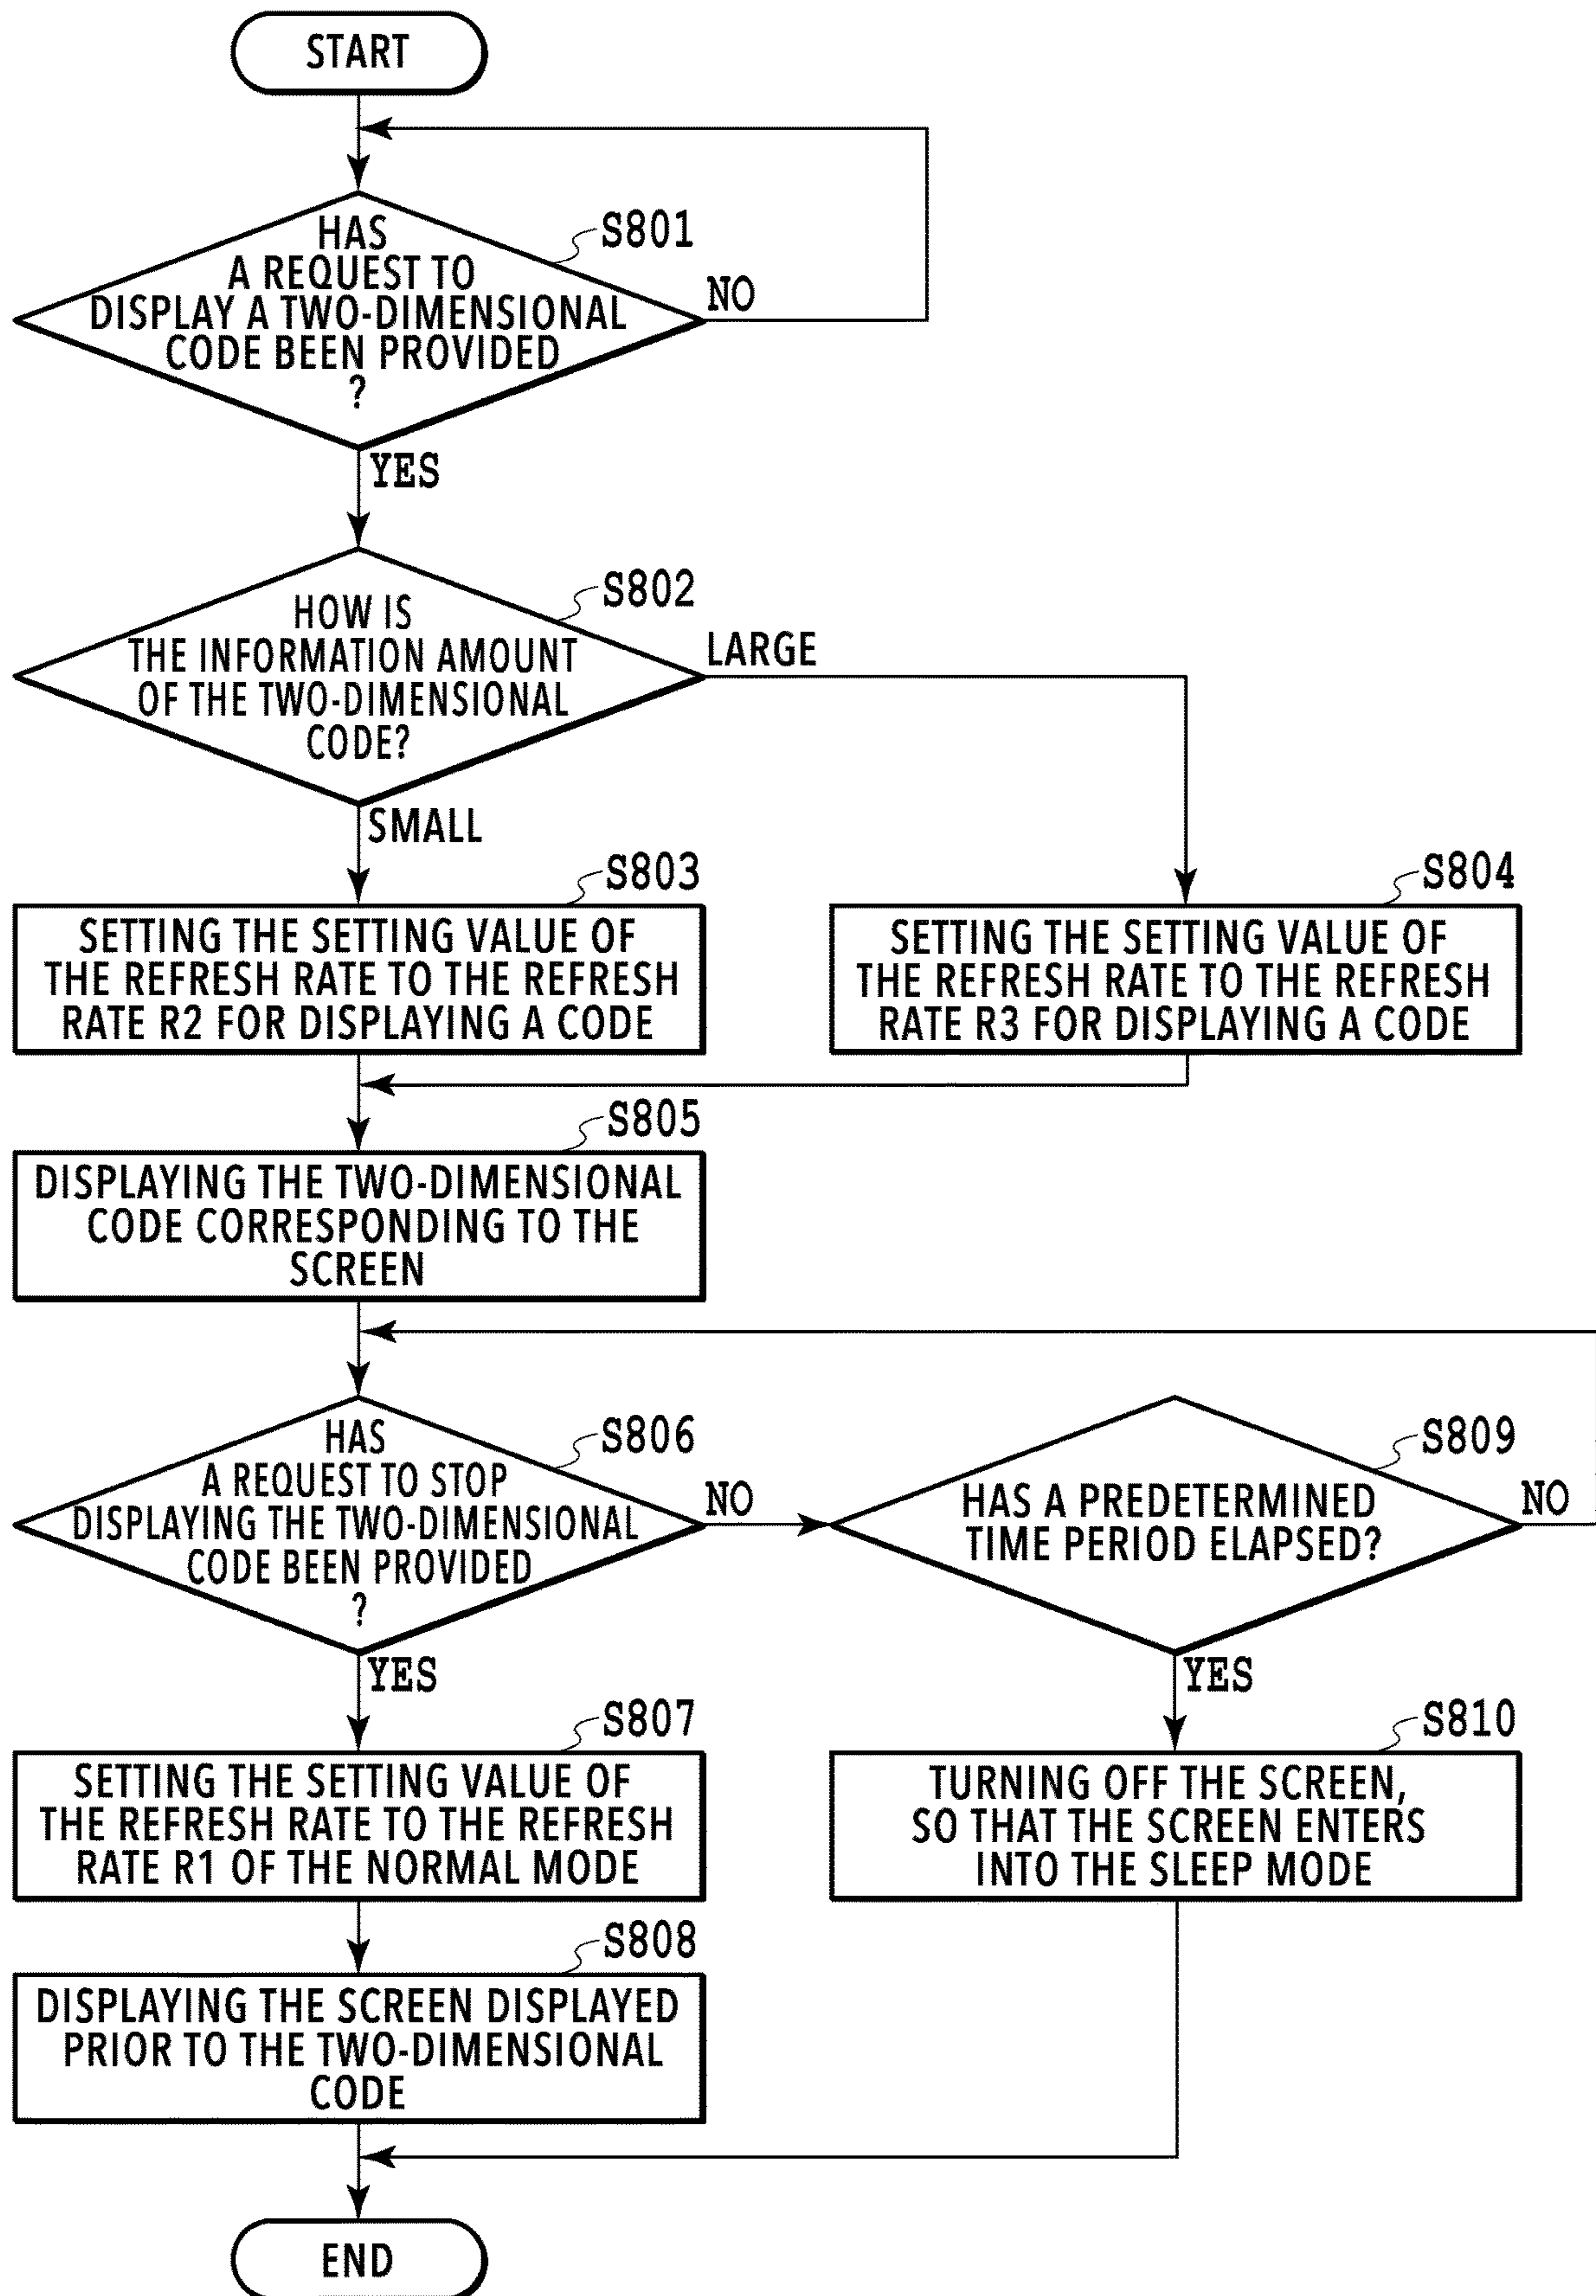 START
S801
HAS
A REQUEST TO
DISPLAY A TWO-DIMENSIONAL
CODE BEEN PROVIDED
?
NO
YES
S802
HOW IS
THE INFORMATION AMOUNT
OF THE TWO-DIMENSIONAL
CODE?
LARGE
SMALL
S803
SETTING THE SETTING VALUE OF
THE REFRESH RATE TO THE REFRESH
RATE R2 FOR DISPLAYING A CODE
S804
SETTING THE SETTING VALUE OF
THE REFRESH RATE TO THE REFRESH
RATE R3 FOR DISPLAYING A CODE
S805
DISPLAYING THE TWO-DIMENSIONAL
CODE CORRESPONDING TO THE
SCREEN
S806
HAS
A REQUEST TO STOP
DISPLAYING THE TWO-DIMENSIONAL
CODE BEEN PROVIDED
?
NO
YES
S809
HAS A PREDETERMINED
TIME PERIOD ELAPSED?
NO
YES
S807
SETTING THE SETTING VALUE OF
THE REFRESH RATE TO THE REFRESH
RATE R1 OF THE NORMAL MODE
S810
TURNING OFF THE SCREEN,
SO THAT THE SCREEN ENTERS
INTO THE SLEEP MODE
S808
DISPLAYING THE SCREEN DISPLAYED
PRIOR TO THE TWO-DIMENSIONAL
CODE
END